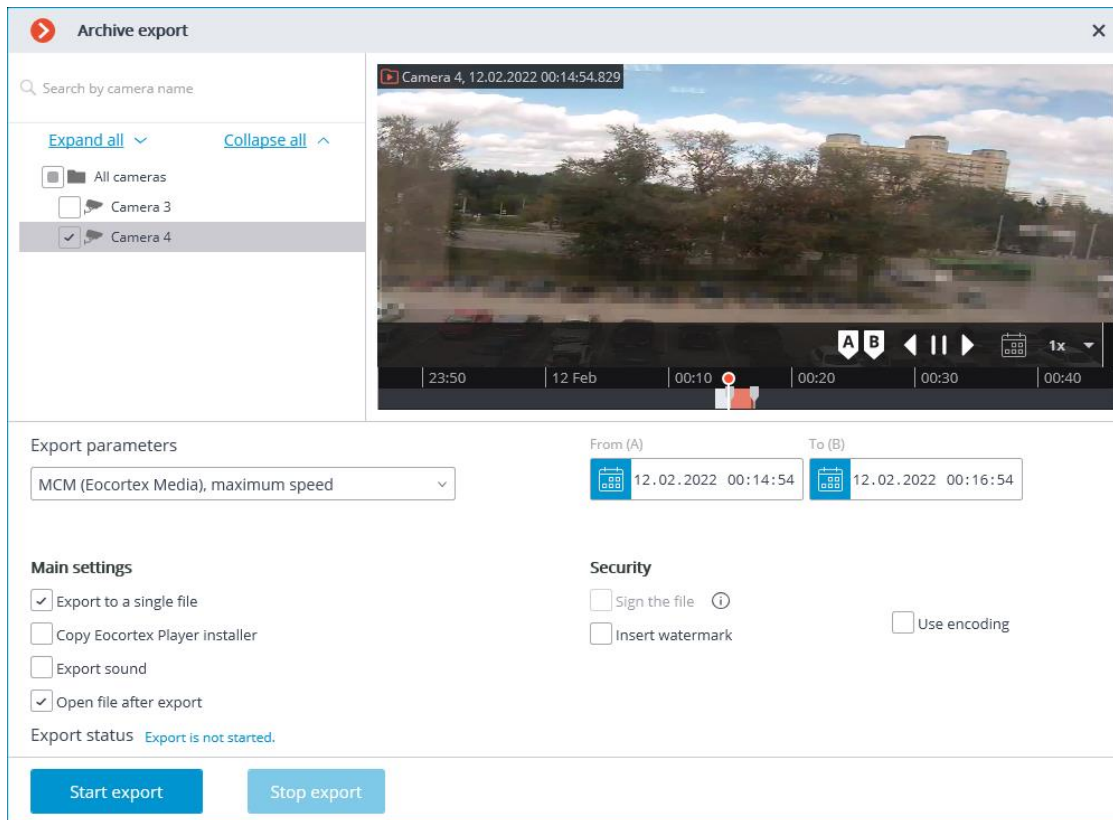 Archive export
Search by camera name
Expand all
Collapse all
All cameras
Camera 3
Camera 4
Camera 4, 12.02.2022 00:14:54.829
A B
1x
23:50 12 Feb 00:10 00:20 00:30 00:40
Export parameters
MCM (Eocortex Media), maximum speed
From (A)
12.02.2022 00:14:54
To (B)
12.02.2022 00:16:54
Main settings
Export to a single file
Copy Eocortex Player installer
Export sound
Open file after export
Security
Sign the file
Insert watermark
Use encoding
Export status Export is not started.
Start export
Stop export